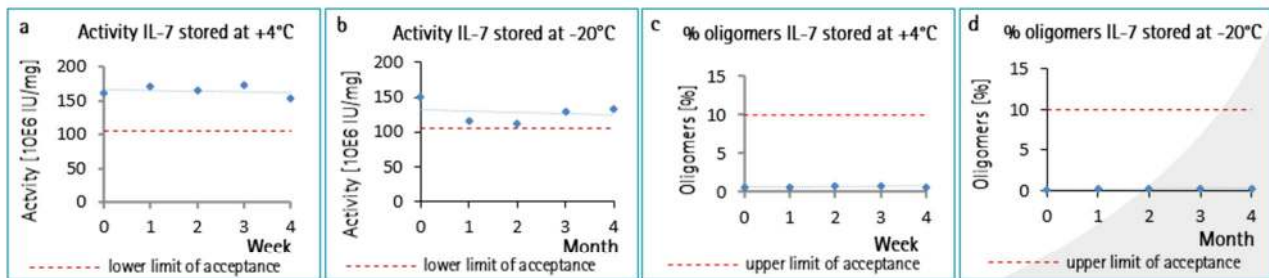 a Activity IL-7 stored at +4°C
Actvity [10E6 IU/mg]
200
150
100
50
0
0 1 2 3 4
Week
lower limit of acceptance
b Activity IL-7 stored at -20°C
Activity [10E6 IU/mg]
200
150
100
50
0
0 1 2 3 4
Month
lower limit of acceptance
c % oligomers IL-7 stored at +4°C
Oligomers [%]
15
10
5
0
0 1 2 3 4
Week
upper limit of acceptance
d % oligomers IL-7 stored at -20°C
Oligomers [%]
15
10
5
0
0 1 2 3 4
Month
upper limit of acceptance